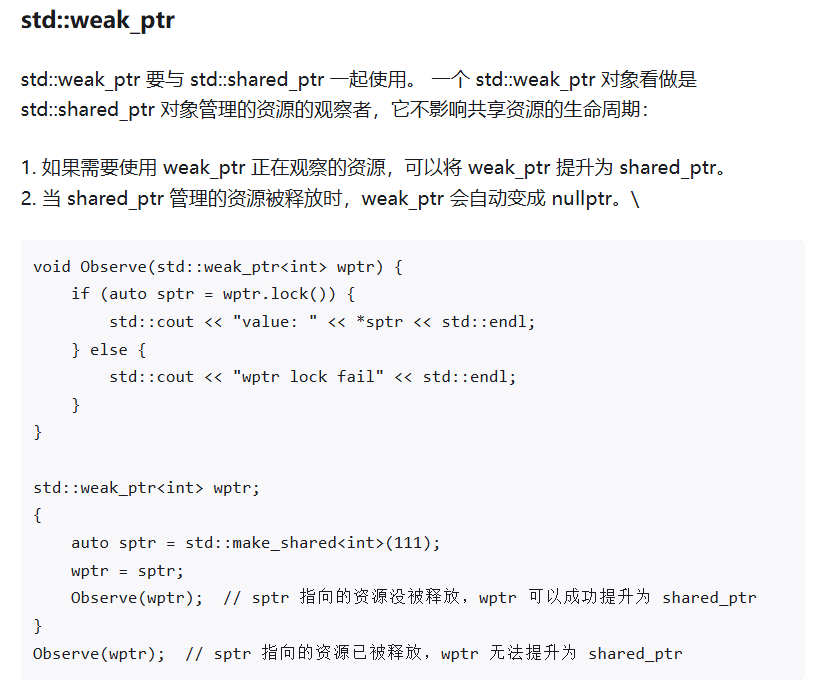 std::weak_ptr
std::weak_ptr 要与 std::shared_ptr 一起使用。 一个 std::weak_ptr 对象看做是
std::shared_ptr 对象管理的资源的观察者，它不影响共享资源的生命周期：
1. 如果需要使用 weak_ptr 正在观察的资源，可以将 weak_ptr 提升为 shared_ptr。
2. 当 shared_ptr 管理的资源被释放时，weak_ptr 会自动变成 nullptr。\
void Observe(std::weak_ptr<int> wptr) {
    if (auto sptr = wptr.lock()) {
        std::cout << "value: " << *sptr << std::endl;
    } else {
        std::cout << "wptr lock fail" << std::endl;
    }
}
std::weak_ptr<int> wptr;
{
    auto sptr = std::make_shared<int>(111);
    wptr = sptr;
    Observe(wptr);  // sptr 指向的资源没被释放，wptr 可以成功提升为 shared_ptr
}
Observe(wptr);  // sptr 指向的资源已被释放，wptr 无法提升为 shared_ptr